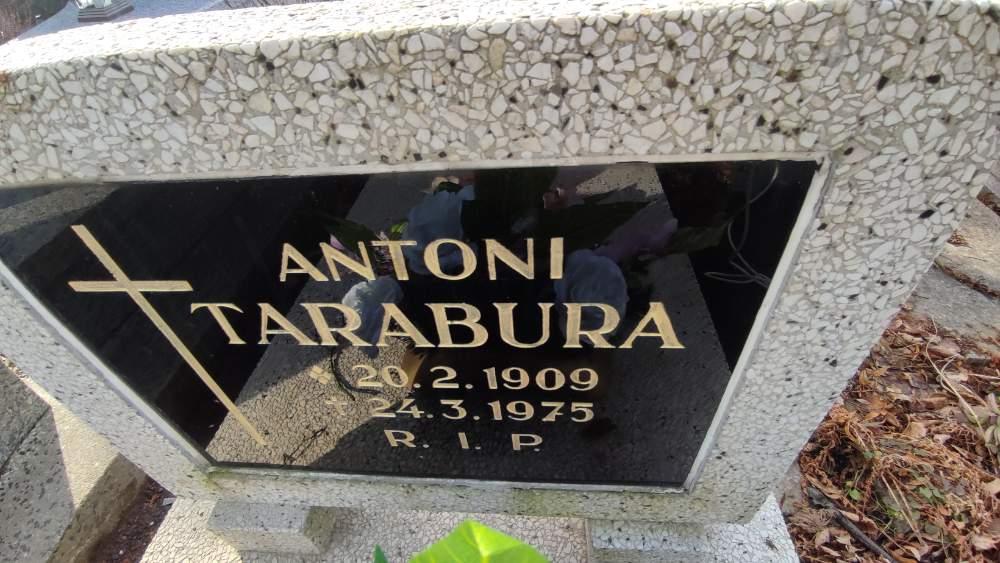 ANTONI
TARABURA
* 20. 2. 1909
† 24. 3. 1975
R. I. P.